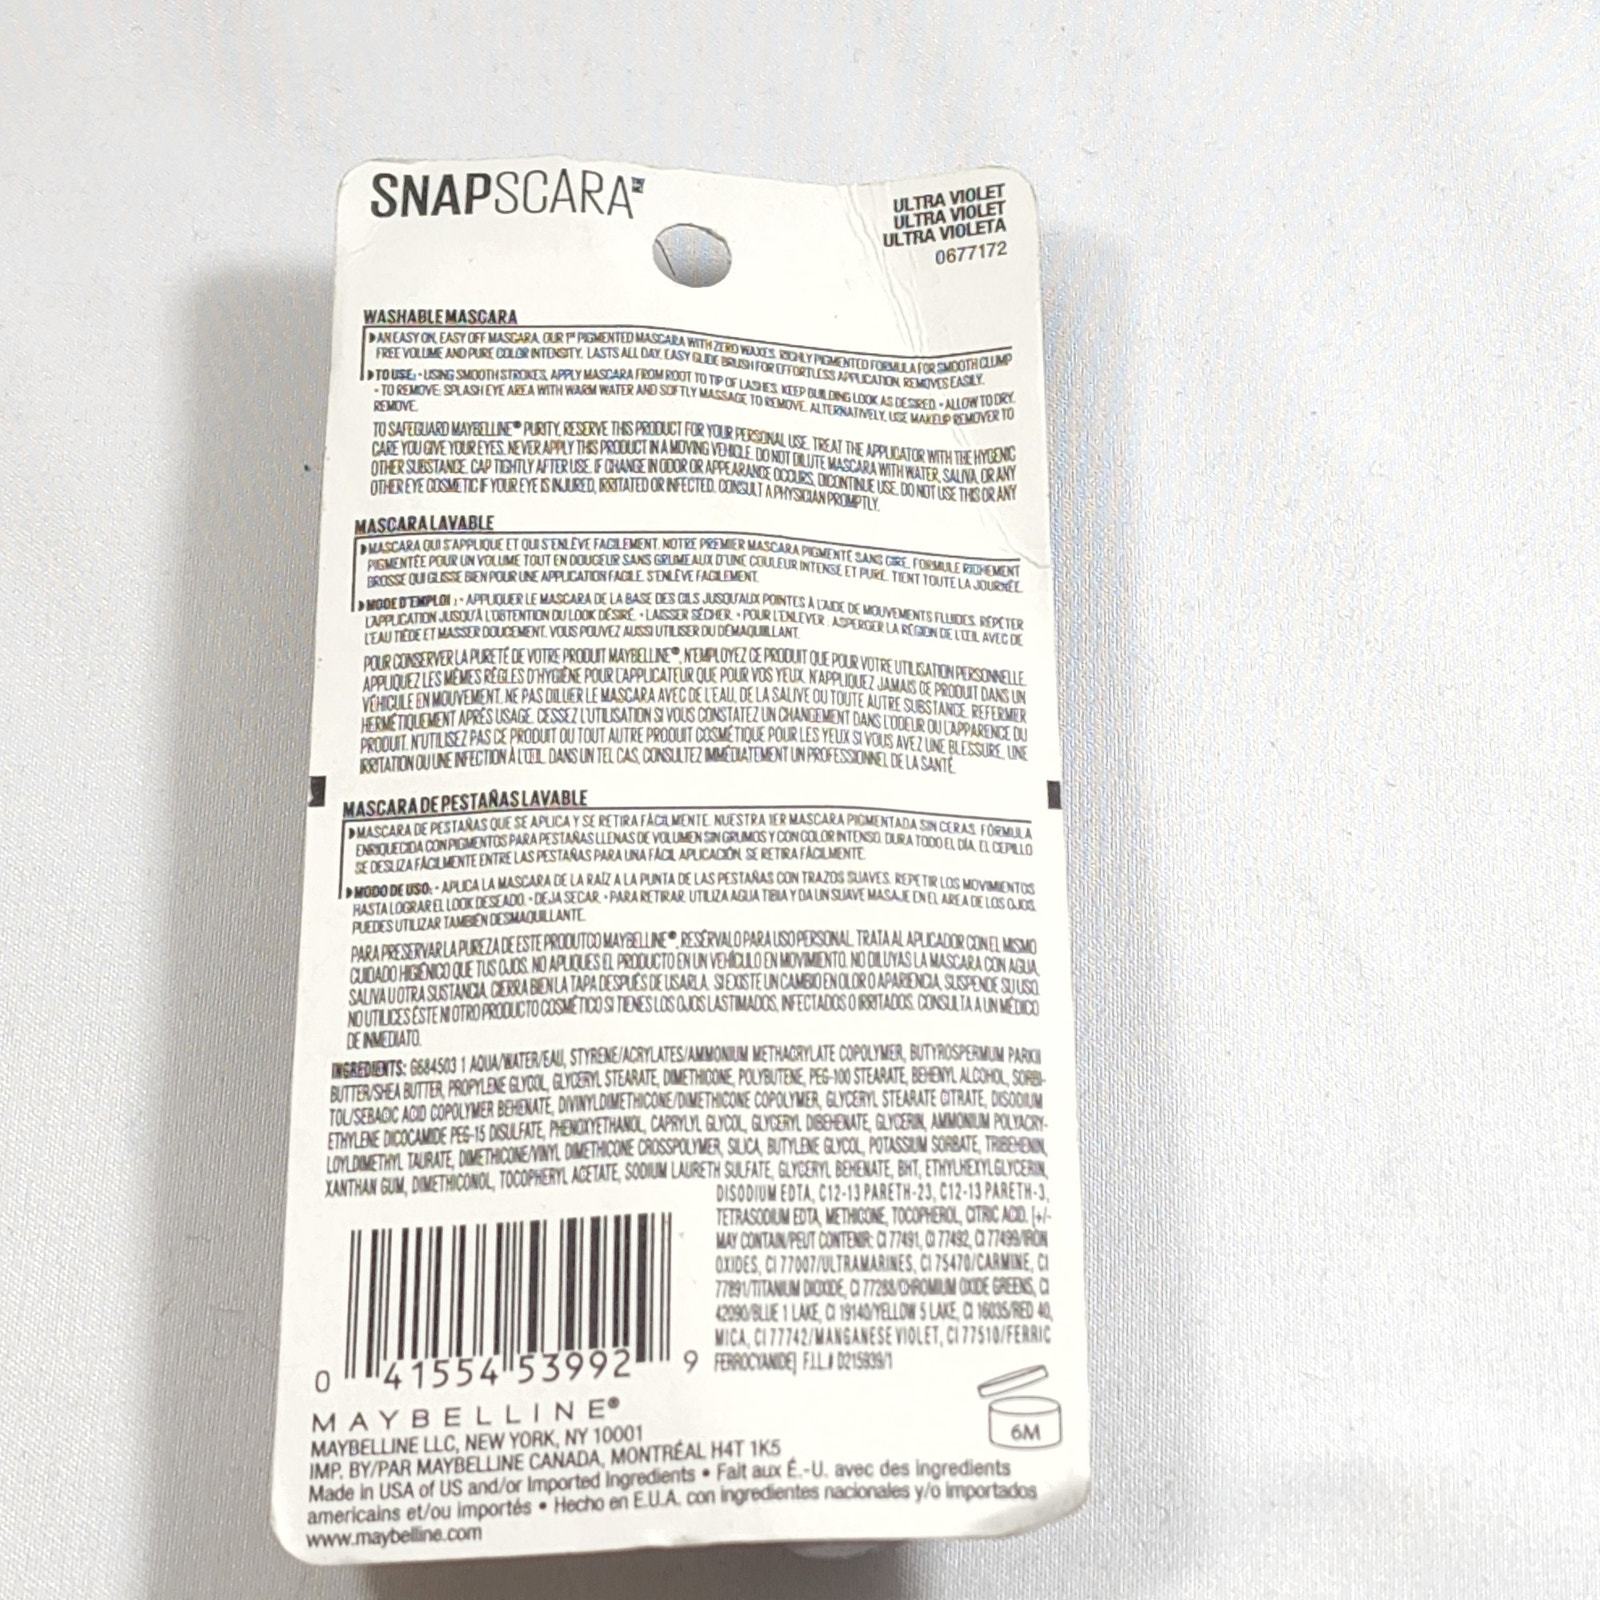 SNAPSCARA™
ULTRA VIOLET
ULTRA VIOLET
ULTRA VIOLETA
0677172
WASHABLE MASCARA
AN EASY ON, EASY OFF MASCARA. OUR 1ST PIGMENTED MASCARA WITH ZERO WAXES. RICHLY PIGMENTED FORMULA FOR SMOOTH CLUMP
FREE VOLUME AND PURE COLOR INTENSITY. LASTS ALL DAY. EASY GLIDE BRUSH FOR EFFORTLESS APPLICATION. REMOVES EASILY.
TO USE: • USING SMOOTH STROKES, APPLY MASCARA FROM ROOT TO TIP OF LASHES. KEEP BUILDING LOOK AS DESIRED. • ALLOW TO DRY.
• TO REMOVE: SPLASH EYE AREA WITH WARM WATER AND SOFTLY MASSAGE TO REMOVE. ALTERNATIVELY, USE MAKEUP REMOVER TO
REMOVE.
TO SAFEGUARD MAYBELLINE® PURITY, RESERVE THIS PRODUCT FOR YOUR PERSONAL USE. TREAT THE APPLICATOR WITH THE HYGENIC
CARE YOU GIVE YOUR EYES. NEVER APPLY THIS PRODUCT IN A MOVING VEHICLE. DO NOT DILUTE MASCARA WITH WATER, SALIVA, OR ANY
OTHER SUBSTANCE. CAP TIGHTLY AFTER USE. IF CHANGE IN ODOR OR APPEARANCE OCCURS, DICONTINUE USE. DO NOT USE THIS OR ANY
OTHER EYE COSMETIC IF YOUR EYE IS INJURED, IRRITATED OR INFECTED. CONSULT A PHYSICIAN PROMPTLY.
MASCARA LAVABLE
MASCARA QUI S'APPLIQUE ET QUI S'ENLÈVE FACILEMENT. NOTRE PREMIER MASCARA PIGMENTÉ SANS CIRE. FORMULE RICHEMENT
PIGMENTÉE POUR UN VOLUME TOUT EN DOUCEUR SANS GRUMEAUX D'UNE COULEUR INTENSE ET PURE. TIENT TOUTE LA JOURNÉE.
BROSSE QUI GLISSE BIEN POUR UNE APPLICATION FACILE. S'ENLÈVE FACILEMENT.
MODE D'EMPLOI : • APPLIQUER LE MASCARA DE LA BASE DES CILS JUSQU'AUX POINTES À L'AIDE DE MOUVEMENTS FLUIDES. RÉPÉTER
L'APPLICATION JUSQU'À L'OBTENTION DU LOOK DÉSIRÉ. • LAISSER SÉCHER. • POUR L'ENLEVER : ASPERGER LA RÉGION DE L'ŒIL AVEC DE
L'EAU TIÈDE ET MASSER DOUCEMENT. VOUS POUVEZ AUSSI UTILISER DU DÉMAQUILLANT.
POUR CONSERVER LA PURETÉ DE VOTRE PRODUIT MAYBELLINE®, N'EMPLOYEZ CE PRODUIT QUE POUR VOTRE UTILISATION PERSONNELLE.
APPLIQUEZ LES MÊMES RÈGLES D'HYGIÈNE POUR L'APPLICATEUR QUE POUR VOS YEUX. N'APPLIQUEZ JAMAIS CE PRODUIT DANS UN
VÉHICULE EN MOUVEMENT. NE PAS DILUER LE MASCARA AVEC DE L'EAU, DE LA SALIVE OU TOUTE AUTRE SUBSTANCE. REFERMER
HERMÉTIQUEMENT APRÈS USAGE. CESSEZ L'UTILISATION SI VOUS CONSTATEZ UN CHANGEMENT DANS L'ODEUR OU L'APPARENCE DU
PRODUIT. N'UTILISEZ PAS CE PRODUIT OU TOUT AUTRE PRODUIT COSMÉTIQUE POUR LES YEUX SI VOUS AVEZ UNE BLESSURE, UNE
IRRITATION OU UNE INFECTION À L'ŒIL. DANS UN TEL CAS, CONSULTEZ IMMÉDIATEMENT UN PROFESSIONNEL DE LA SANTÉ.
MASCARA DE PESTAÑAS LAVABLE
MASCARA DE PESTAÑAS QUE SE APLICA Y SE RETIRA FÁCILMENTE. NUESTRA 1ER MASCARA PIGMENTADA SIN CERAS. FÓRMULA
ENRIQUECIDA CON PIGMENTOS PARA PESTAÑAS LLENAS DE VOLUMEN SIN GRUMOS Y CON COLOR INTENSO. DURA TODO EL DÍA. EL CEPILLO
SE DESLIZA FÁCILMENTE ENTRE LAS PESTAÑAS PARA UNA FÁCIL APLICACIÓN. SE RETIRA FÁCILMENTE.
MODO DE USO: • APLICA LA MASCARA DE LA RAÍZ A LA PUNTA DE LAS PESTAÑAS CON TRAZOS SUAVES. REPETIR LOS MOVIMIENTOS
HASTA LOGRAR EL LOOK DESEADO. • DEJA SECAR. • PARA RETIRAR: UTILIZA AGUA TIBIA Y DA UN SUAVE MASAJE EN EL AREA DE LOS OJOS.
PUEDES UTILIZAR TAMBIÉN DESMAQUILLANTE.
PARA PRESERVAR LA PUREZA DE ESTE PRODUTCO MAYBELLINE®, RESÉRVALO PARA USO PERSONAL. TRATA AL APLICADOR CON EL MISMO
CUIDADO HIGIÉNICO QUE TUS OJOS. NO APLIQUES EL PRODUCTO EN UN VEHÍCULO EN MOVIMIENTO. NO DILUYAS LA MASCARA CON AGUA,
SALIVA U OTRA SUSTANCIA. CIERRA BIEN LA TAPA DESPUÉS DE USARLA. SI EXISTE UN CAMBIO EN OLOR O APARIENCIA, SUSPENDE SU USO.
NO UTILICES ÉSTE NI OTRO PRODUCTO COSMÉTICO SI TIENES LOS OJOS LASTIMADOS, INFECTADOS O IRRITADOS. CONSULTA A UN MÉDICO
DE INMEDIATO.
INGREDIENTS: G684503 1 AQUA/WATER/EAU, STYRENE/ACRYLATES/AMMONIUM METHACRYLATE COPOLYMER, BUTYROSPERMUM PARKII
BUTTER/SHEA BUTTER, PROPYLENE GLYCOL, GLYCERYL STEARATE, DIMETHICONE, POLYBUTENE, PEG-100 STEARATE, BEHENYL ALCOHOL, SORBI-
TOL/SEBACIC ACID COPOLYMER BEHENATE, DIVINYLDIMETHICONE/DIMETHICONE COPOLYMER, GLYCERYL STEARATE CITRATE, DISODIUM
ETHYLENE DICOCAMIDE PEG-15 DISULFATE, PHENOXYETHANOL, CAPRYLYL GLYCOL, GLYCERYL DIBEHENATE, GLYCERIN, AMMONIUM POLYACRY-
LOYLDIMETHYL TAURATE, DIMETHICONE/VINYL DIMETHICONE CROSSPOLYMER, SILICA, BUTYLENE GLYCOL, POTASSIUM SORBATE, TRIBEHENIN,
XANTHAN GUM, DIMETHICONOL, TOCOPHERYL ACETATE, SODIUM LAURETH SULFATE, GLYCERYL BEHENATE, BHT, ETHYLHEXYLGLYCERIN,
DISODIUM EDTA, C12-13 PARETH-23, C12-13 PARETH-3,
TETRASODIUM EDTA, METHICONE, TOCOPHEROL, CITRIC ACID. [+/-
MAY CONTAIN/PEUT CONTENIR: CI 77491, CI 77492, CI 77499/IRON
OXIDES, CI 77007/ULTRAMARINES, CI 75470/CARMINE, CI
77891/TITANIUM DIOXIDE, CI 77288/CHROMIUM OXIDE GREENS, CI
42090/BLUE 1 LAKE, CI 19140/YELLOW 5 LAKE, CI 16035/RED 40,
MICA, CI 77742/MANGANESE VIOLET, CI 77510/FERRIC
FERROCYANIDE] F.I.L.# D215939/1
0 41554 53992 9
6M
MAYBELLINE®
MAYBELLINE LLC, NEW YORK, NY 10001
IMP. BY/PAR MAYBELLINE CANADA, MONTRÉAL H4T 1K5
Made in USA of US and/or Imported Ingredients • Fait aux É.-U. avec des ingredients
americains et/ou importés • Hecho en E.U.A. con ingredientes nacionales y/o importados
www.maybelline.com